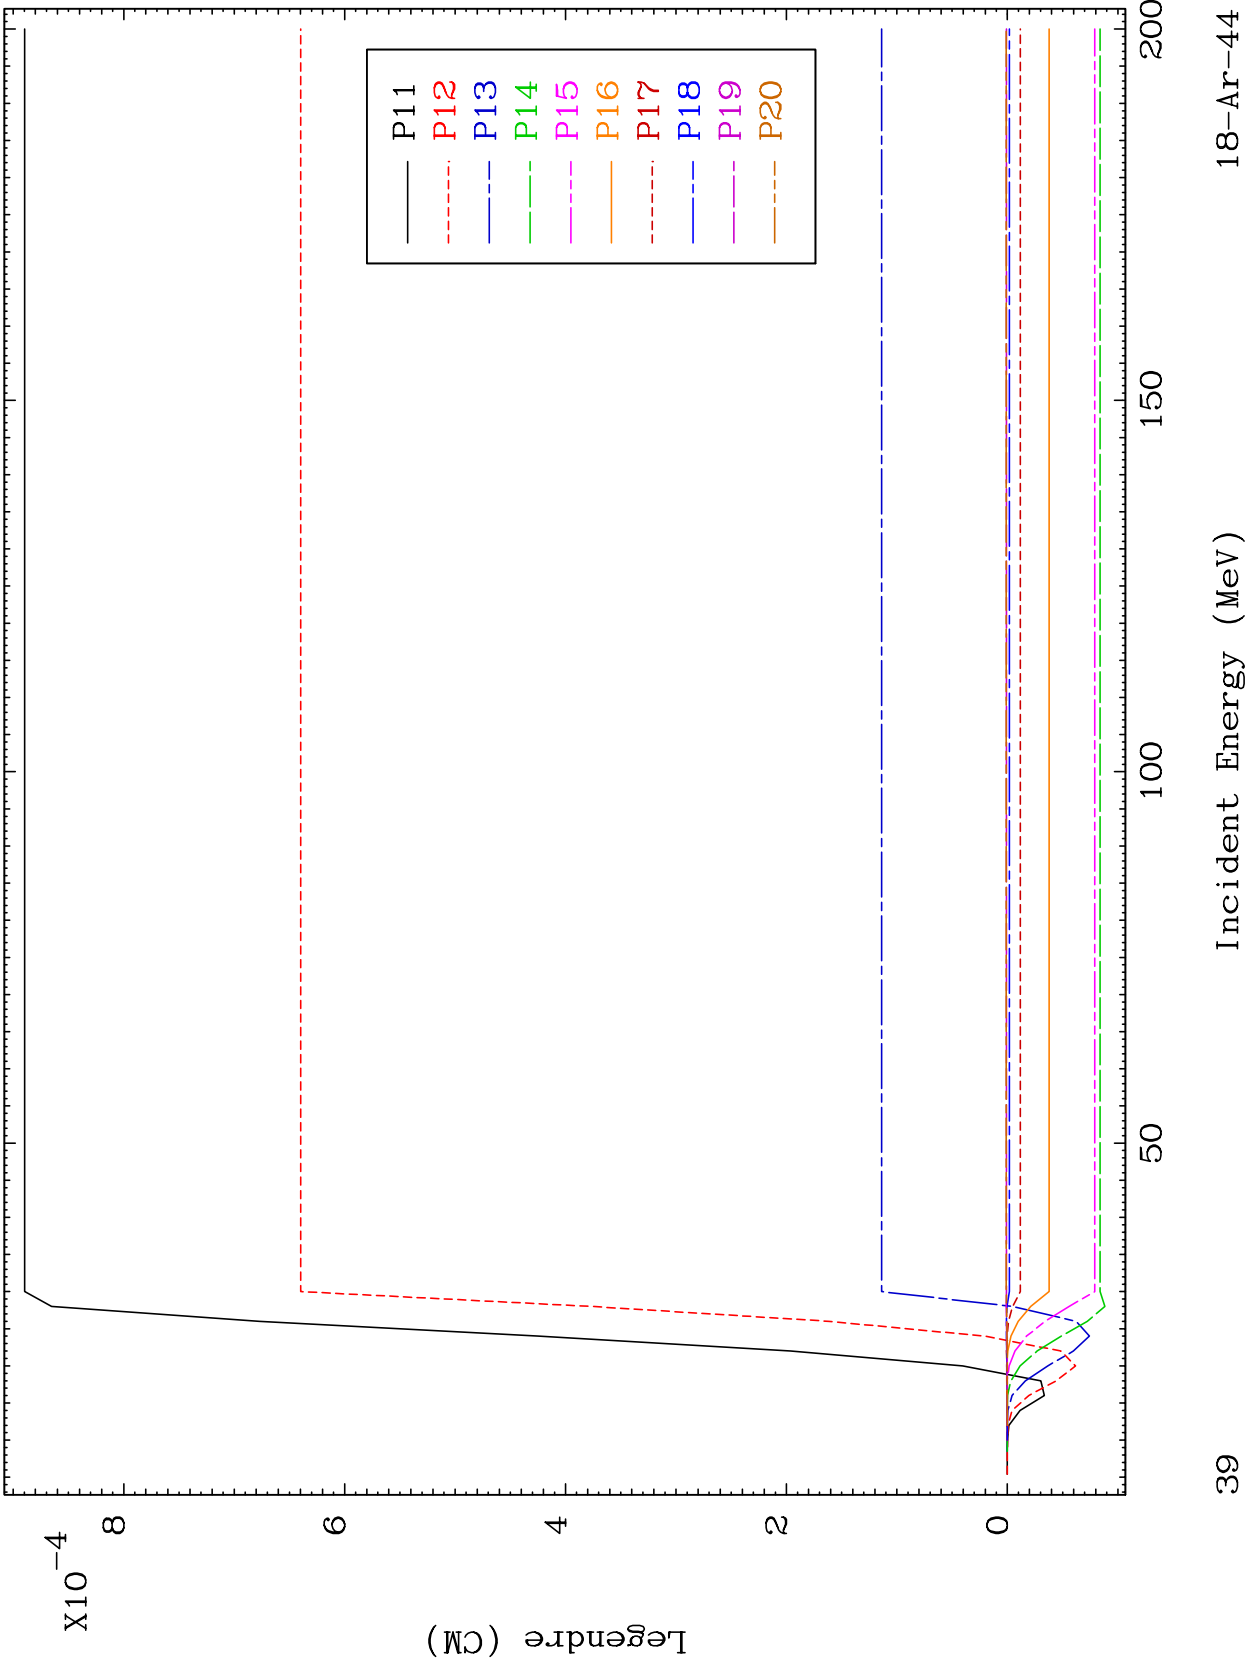 X10-4
8
6
4
2
0
Legendre (CM)
P11
P12
P13
P14
P15
P16
P17
P18
P19
P20
50
100
150
200
Incident Energy (MeV)
39
18-Ar-44